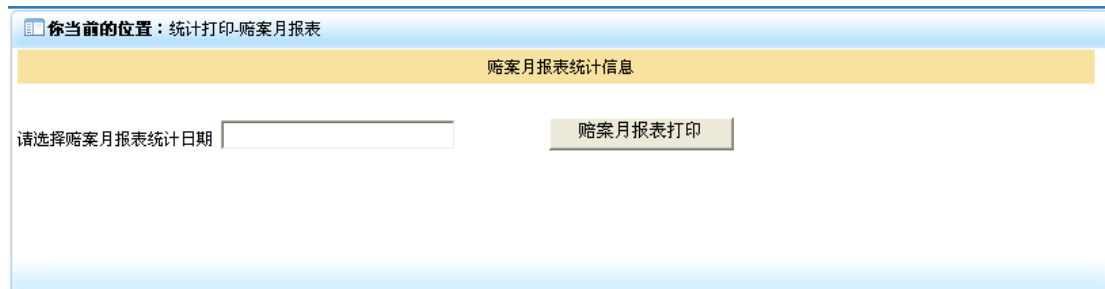 你当前的位置：统计打印-赔案月报表
赔案月报表统计信息
请选择赔案月报表统计日期 赔案月报表打印